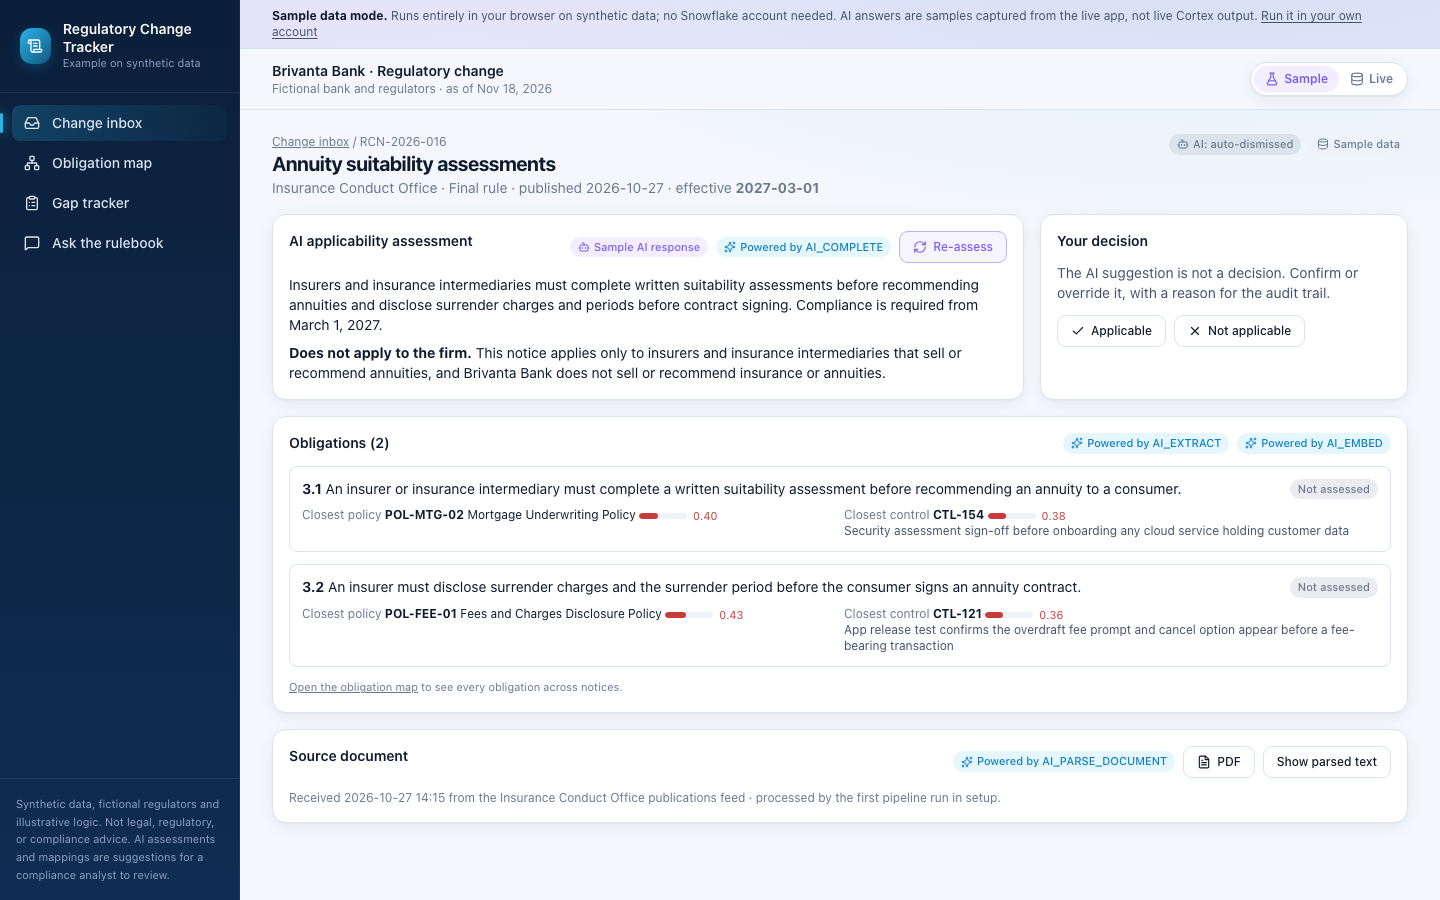 Regulatory Change
Tracker
Example on synthetic data
Change inbox
Obligation map
Gap tracker
Ask the rulebook
Synthetic data, fictional regulators and
illustrative logic. Not legal, regulatory,
or compliance advice. AI assessments
and mappings are suggestions for a
compliance analyst to review.
Sample data mode. Runs entirely in your browser on synthetic data; no Snowflake account needed. AI answers are samples captured from the live app, not live Cortex output. Run it in your own
account
Brivanta Bank · Regulatory change
Fictional bank and regulators · as of Nov 18, 2026
Sample
Live
Change inbox / RCN-2026-016
AI: auto-dismissed
Sample data
Annuity suitability assessments
Insurance Conduct Office · Final rule · published 2026-10-27 · effective 2027-03-01
AI applicability assessment
Sample AI response
Powered by AI_COMPLETE
Re-assess
Insurers and insurance intermediaries must complete written suitability assessments before recommending
annuities and disclose surrender charges and periods before contract signing. Compliance is required from
March 1, 2027.
Does not apply to the firm. This notice applies only to insurers and insurance intermediaries that sell or
recommend annuities, and Brivanta Bank does not sell or recommend insurance or annuities.
Your decision
The AI suggestion is not a decision. Confirm or
override it, with a reason for the audit trail.
Applicable
Not applicable
Obligations (2)
Powered by AI_EXTRACT
Powered by AI_EMBED
3.1 An insurer or insurance intermediary must complete a written suitability assessment before recommending an annuity to a consumer.
Not assessed
Closest policy POL-MTG-02 Mortgage Underwriting Policy 0.40
Closest control CTL-154 0.38
Security assessment sign-off before onboarding any cloud service holding customer data
3.2 An insurer must disclose surrender charges and the surrender period before the consumer signs an annuity contract.
Not assessed
Closest policy POL-FEE-01 Fees and Charges Disclosure Policy 0.43
Closest control CTL-121 0.36
App release test confirms the overdraft fee prompt and cancel option appear before a fee-
bearing transaction
Open the obligation map to see every obligation across notices.
Source document
Powered by AI_PARSE_DOCUMENT
PDF
Show parsed text
Received 2026-10-27 14:15 from the Insurance Conduct Office publications feed · processed by the first pipeline run in setup.